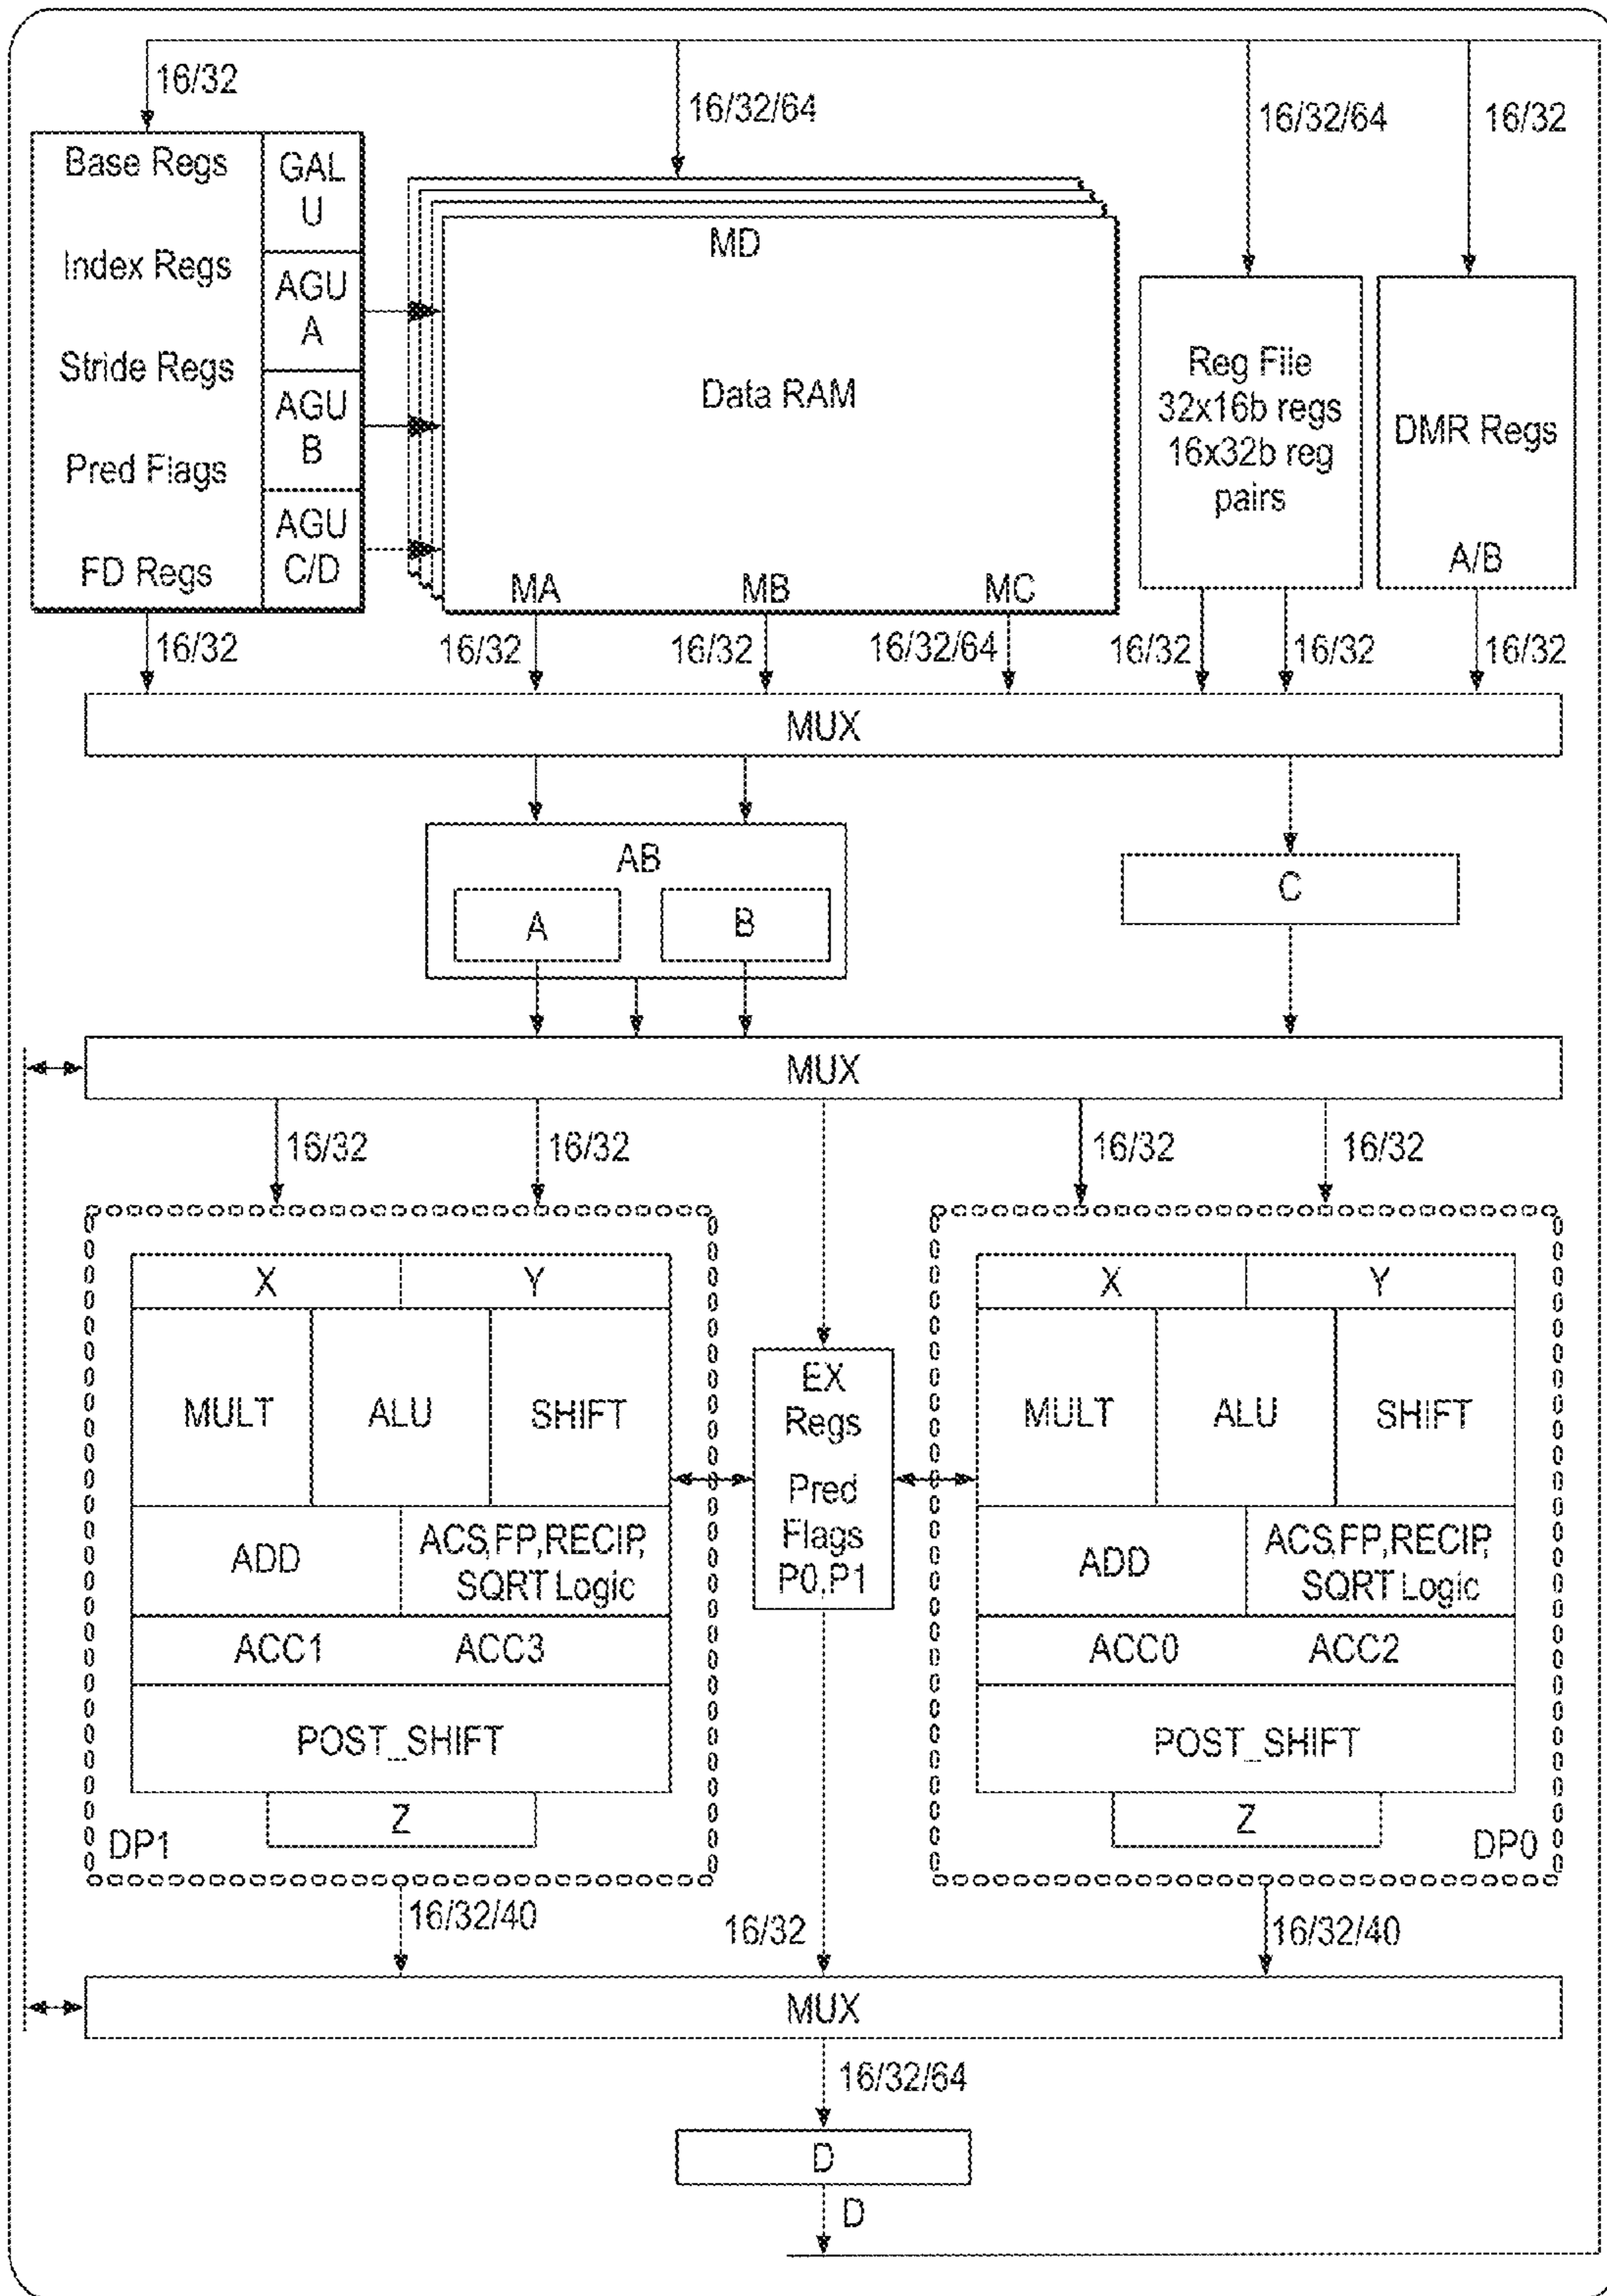 16/32
16/32/64
16/32/64
16/32
Base Regs
Index Regs
Stride Regs
Pred Flags
FD Regs
GAL
U
AGU
A
AGU
B
AGU
C/D
MD
Data RAM
MA
MB
MC
Reg File
32x16b regs
16x32b reg
pairs
DMR Regs
A/B
16/32
16/32
16/32
16/32/64
16/32
16/32
16/32
MUX
AB
A
B
C
MUX
16/32
16/32
16/32
16/32
X
Y
MULT
ALU
SHIFT
ADD
ACS,FP,RECIP,
SQRT Logic
ACC1
ACC3
POST_SHIFT
Z
DP1
EX
Regs
Pred
Flags
P0,P1
X
Y
MULT
ALU
SHIFT
ADD
ACS,FP,RECIP,
SQRT Logic
ACC0
ACC2
POST_SHIFT
Z
DP0
16/32/40
16/32
16/32/40
MUX
16/32/64
D
D